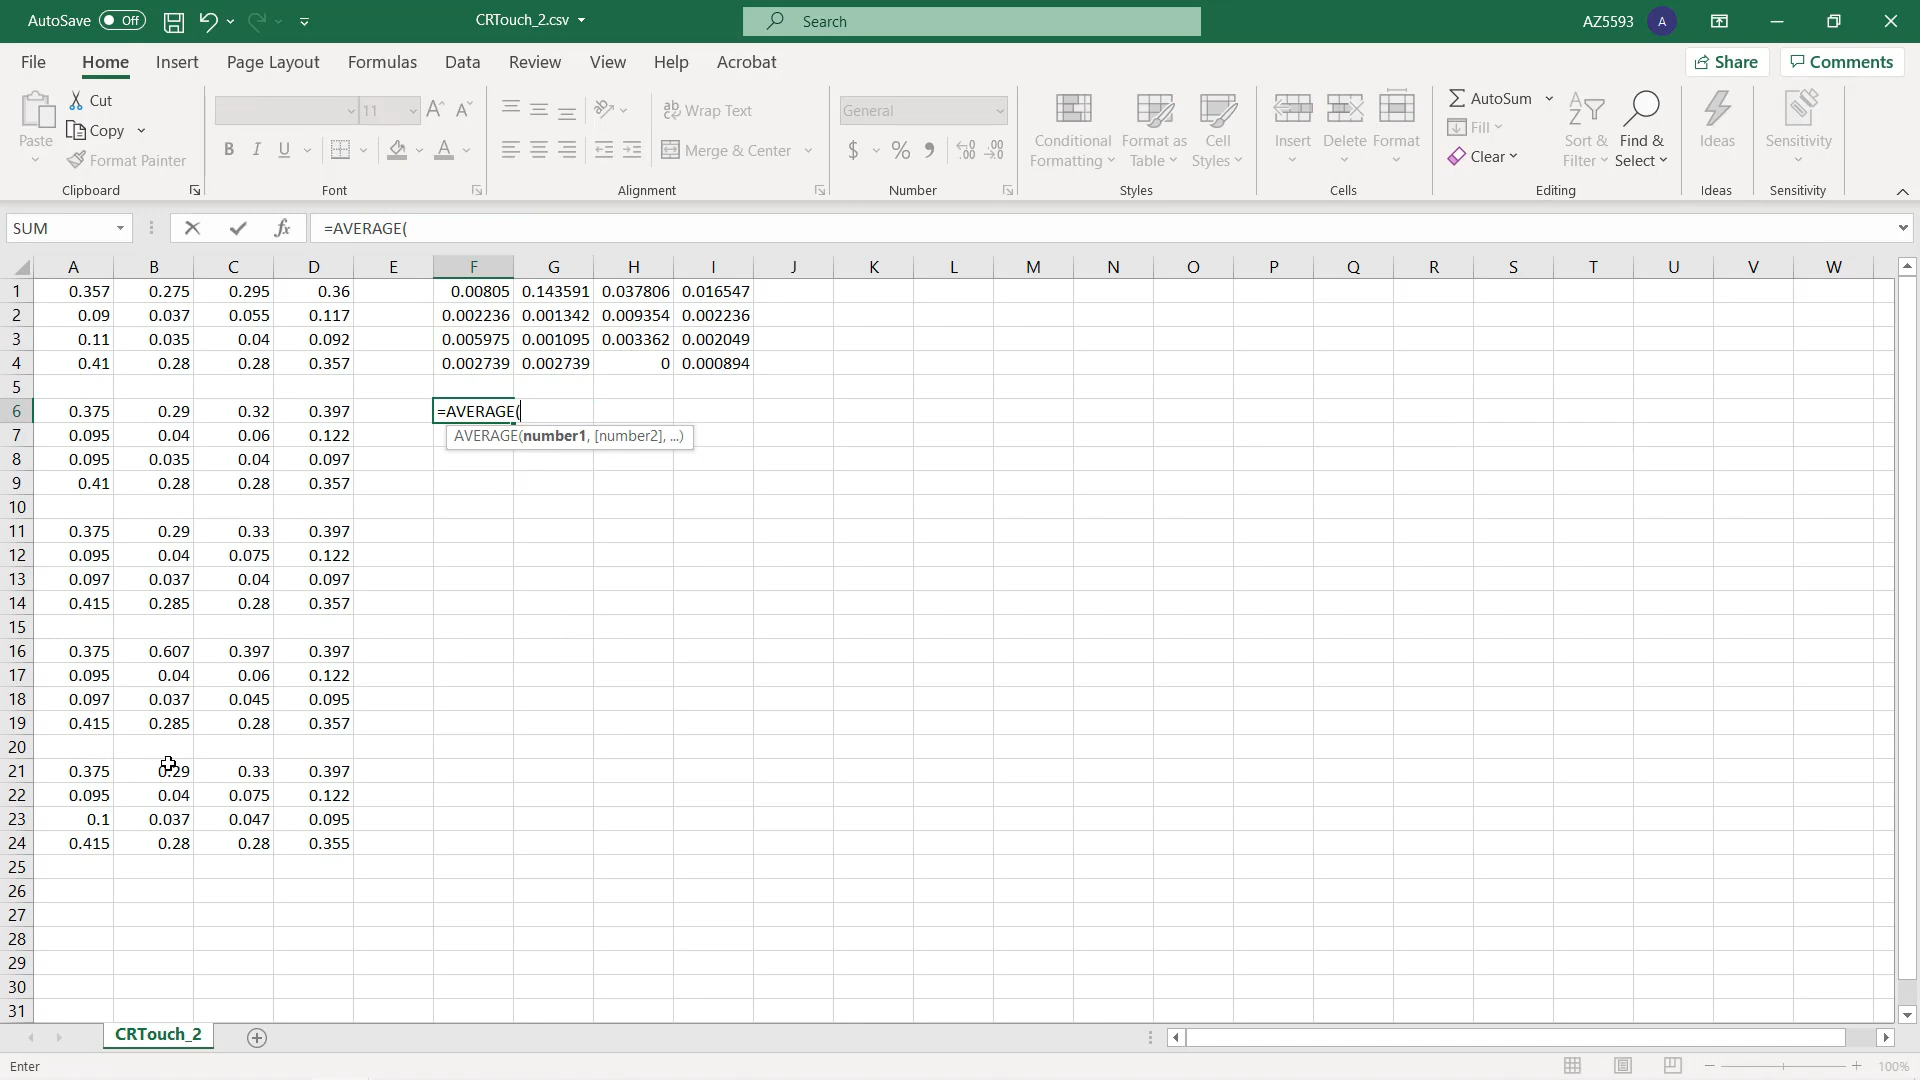 AutoSave Off CRTouch_2.csv Search AZ5593 A
File Home Insert Page Layout Formulas Data Review View Help Acrobat Share Comments
Paste Cut Copy Format Painter
11
B I U
Wrap Text
Merge & Center
General
$ % 9 .00
Conditional Formatting Format as Table Cell Styles
Insert Delete Format
AutoSum Fill Clear
Sort & Filter Find & Select
Ideas Sensitivity
Clipboard Font Alignment Number Styles Cells Editing Ideas Sensitivity
SUM fx =AVERAGE(
A B C D E F G H I J K L M N O P Q R S T U V W
1 0.357 0.275 0.295 0.36 0.00805 0.143591 0.037806 0.016547
2 0.09 0.037 0.055 0.117 0.002236 0.001342 0.009354 0.002236
3 0.11 0.035 0.04 0.092 0.005975 0.001095 0.003362 0.002049
4 0.41 0.28 0.28 0.357 0.002739 0.002739 0 0.000894
5
6 0.375 0.29 0.32 0.397 =AVERAGE(
AVERAGE(number1, [number2], ...)
7 0.095 0.04 0.06 0.122
8 0.095 0.035 0.04 0.097
9 0.41 0.28 0.28 0.357
10
11 0.375 0.29 0.33 0.397
12 0.095 0.04 0.075 0.122
13 0.097 0.037 0.04 0.097
14 0.415 0.285 0.28 0.357
15
16 0.375 0.607 0.397 0.397
17 0.095 0.04 0.06 0.122
18 0.097 0.037 0.045 0.095
19 0.415 0.285 0.28 0.357
20
21 0.375 0.29 0.33 0.397
22 0.095 0.04 0.075 0.122
23 0.1 0.037 0.047 0.095
24 0.415 0.28 0.28 0.355
25
26
27
28
29
30
31
CRTouch_2
Enter 100%